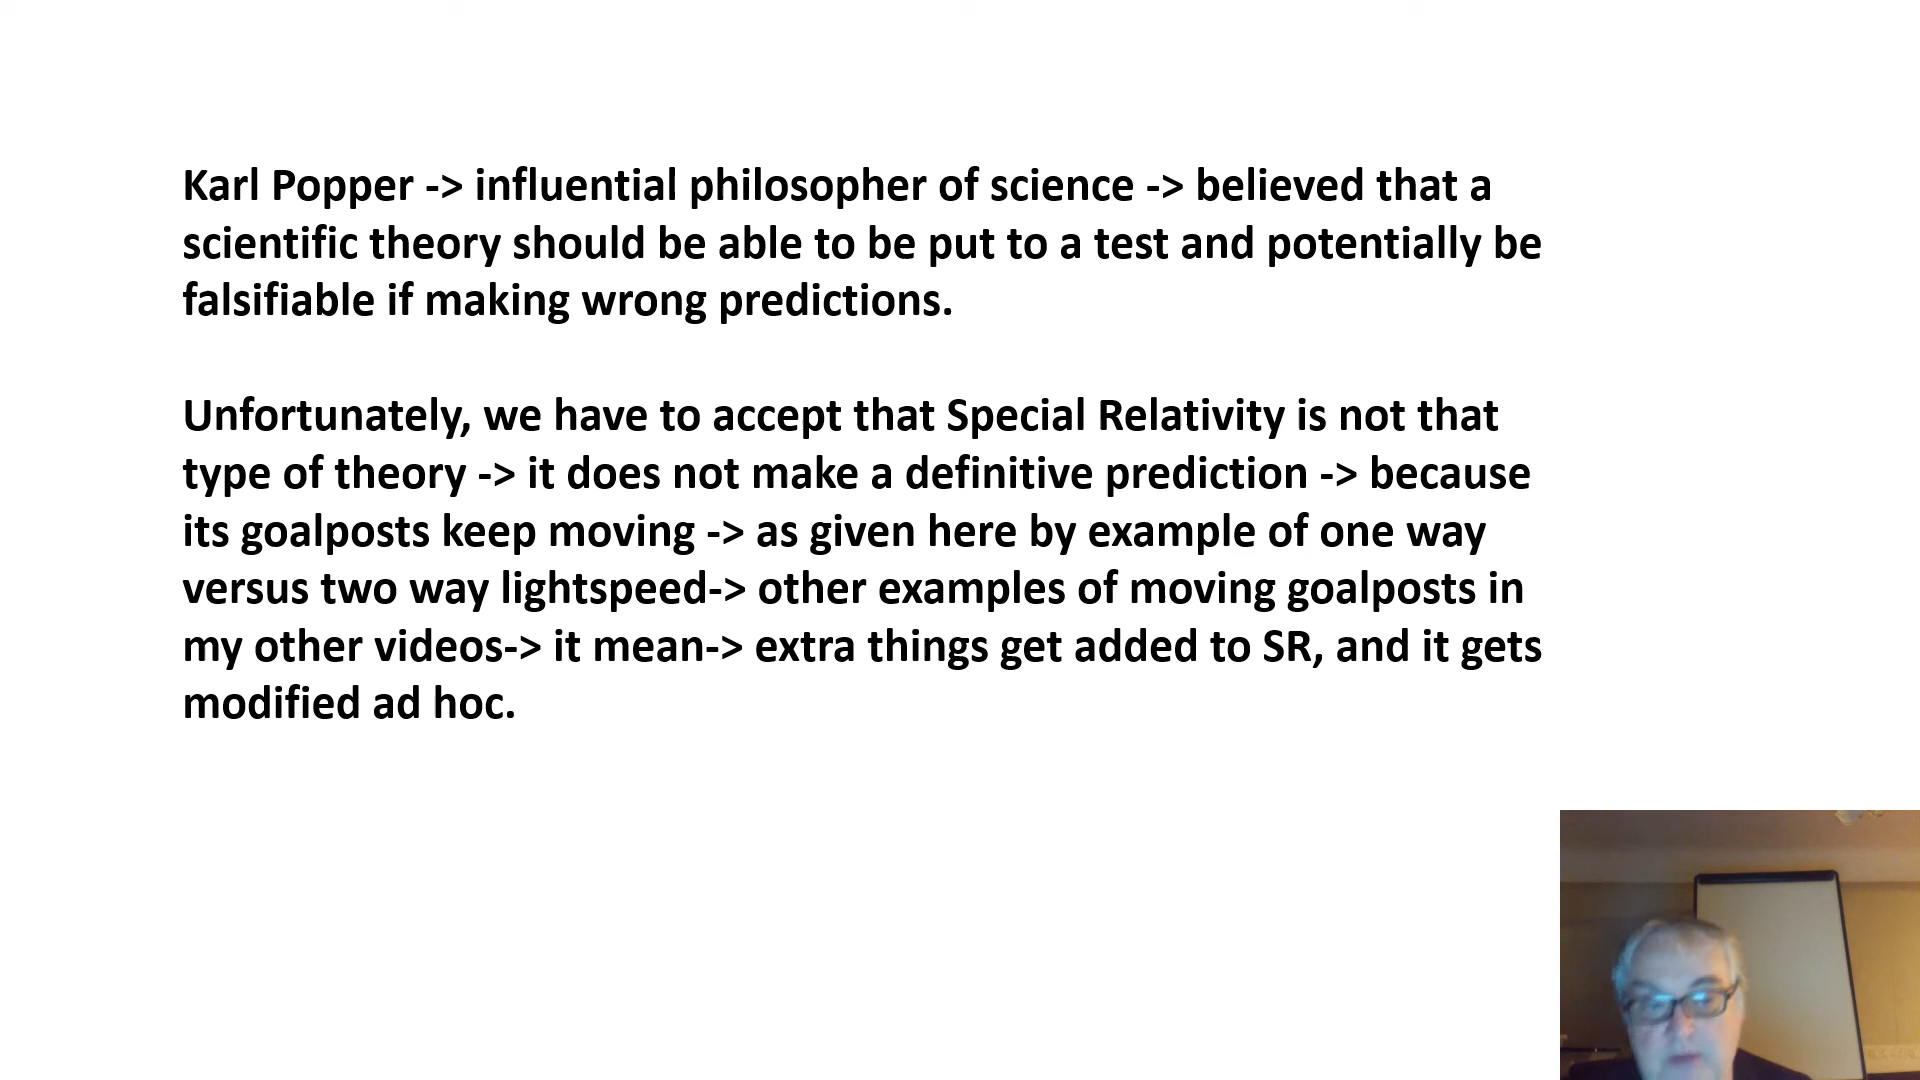 Karl Popper -> influential philosopher of science -> believed that a
scientific theory should be able to be put to a test and potentially be
falsifiable if making wrong predictions.
Unfortunately, we have to accept that Special Relativity is not that
type of theory -> it does not make a definitive prediction -> because
its goalposts keep moving -> as given here by example of one way
versus two way lightspeed-> other examples of moving goalposts in
my other videos-> it mean-> extra things get added to SR, and it gets
modified ad hoc.